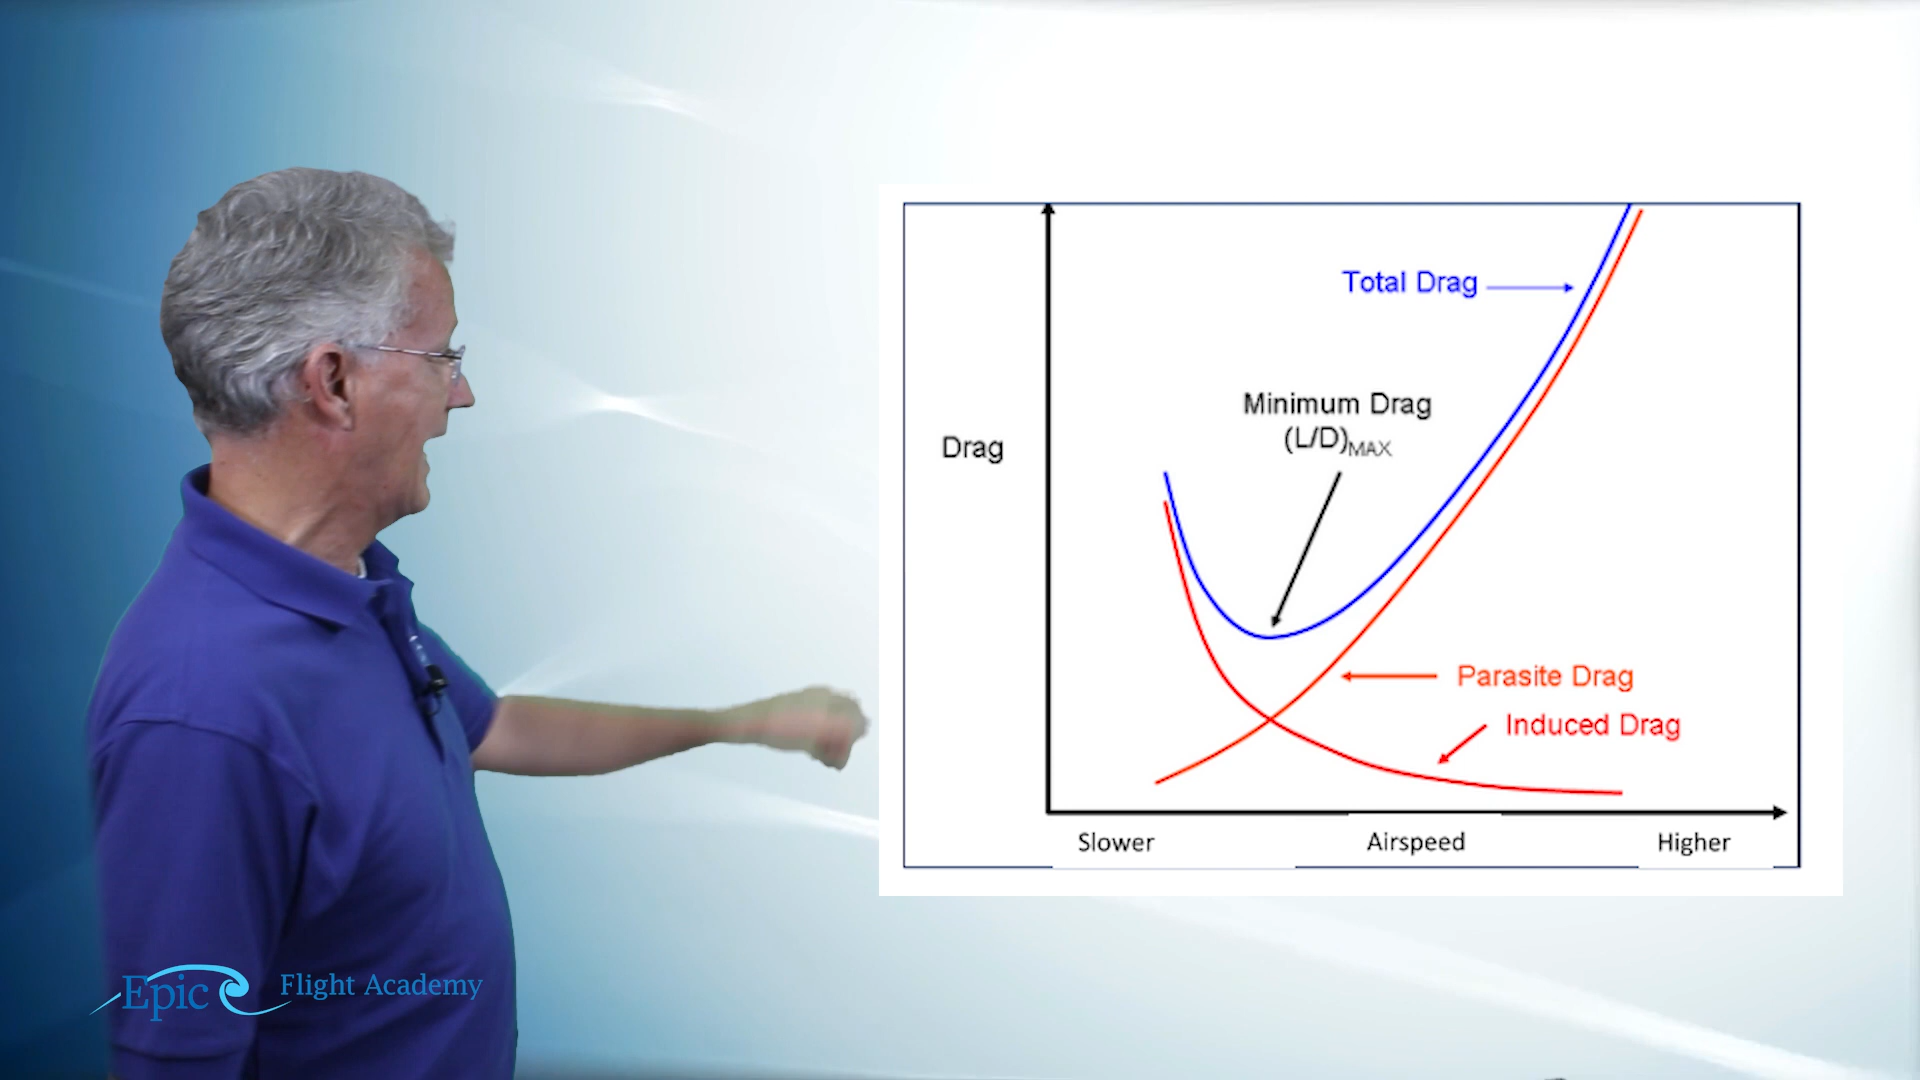 Total Drag
Minimum Drag
(L/D)MAX
Drag
Parasite Drag
Induced Drag
Slower Airspeed Higher
Epic Flight Academy